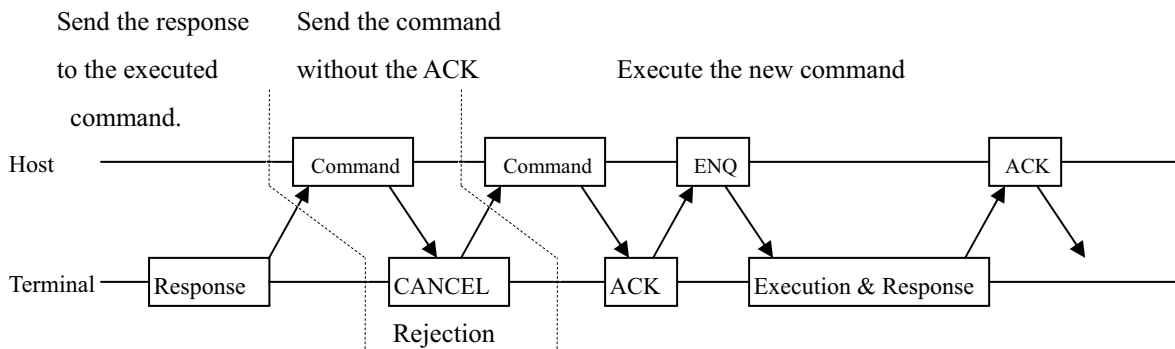 Send the response
to the executed
command.
Send the command
without the ACK
Execute the new command
Host
Command
Command
ENQ
ACK
Terminal
Response
CANCEL
ACK
Execution & Response
Rejection